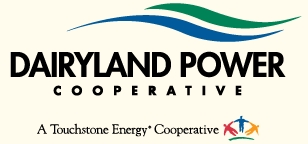 DAIRYLAND POWER
COOPERATIVE
A Touchstone Energy® Cooperative